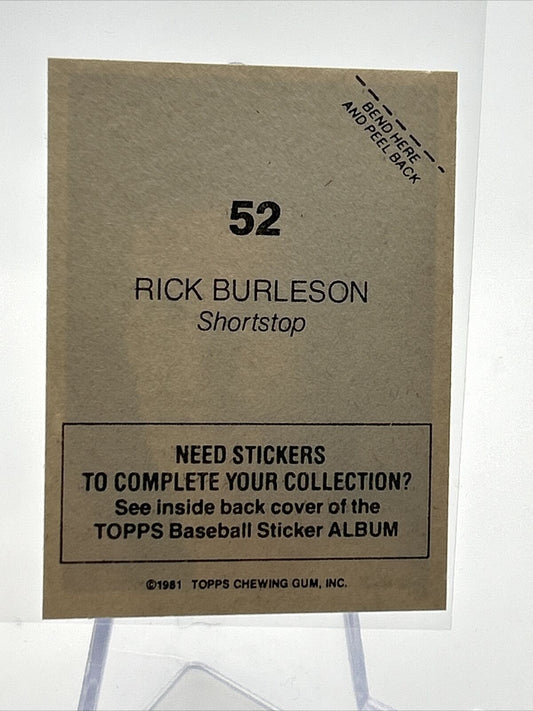 BEND HERE
AND PEEL BACK
52
RICK BURLESON
Shortstop
NEED STICKERS
TO COMPLETE YOUR COLLECTION?
See inside back cover of the
TOPPS Baseball Sticker ALBUM
©1981 TOPPS CHEWING GUM, INC.